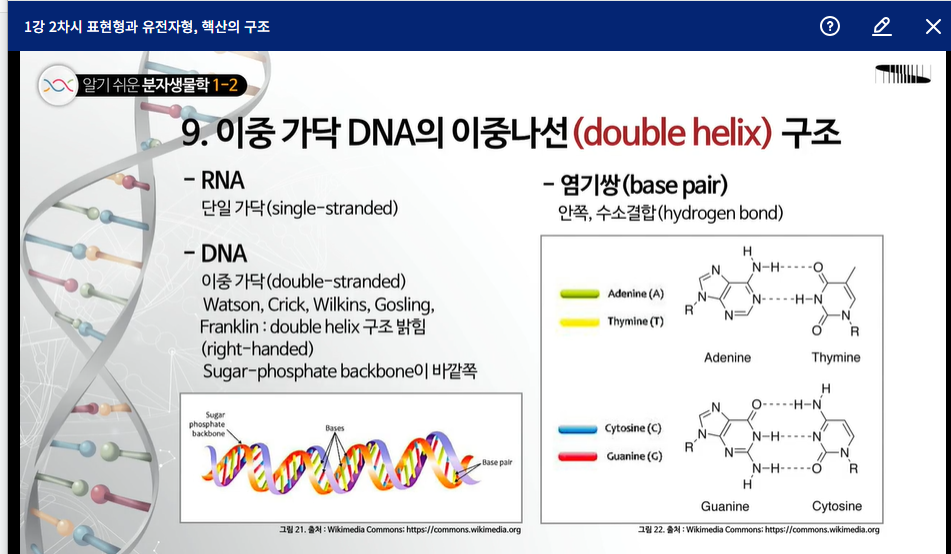 1강 2차시 표현형과 유전자형, 핵산의 구조
알기 쉬운 분자생물학 1-2
9. 이중 가닥 DNA의 이중나선(double helix) 구조
- RNA
단일 가닥(single-stranded)
- DNA
이중 가닥(double-stranded)
Watson, Crick, Wilkins, Gosling,
Franklin : double helix 구조 밝힘
(right-handed)
Sugar-phosphate backbone이 바깥쪽
Sugar
phosphate
backbone
Bases
Base pair
그림 21. 출처 : Wikimedia Commons; https://commons.wikimedia.org
- 염기쌍(base pair)
안쪽, 수소결합(hydrogen bond)
Adenine (A)
Thymine (T)
H
N N H O
N N H N
R N N
O R
Adenine Thymine
Cytosine (C)
Guanine (G)
H
N O H N
N N H N
R N N H O R
H
Guanine Cytosine
그림 22. 출처 : Wikimedia Commons; https://commons.wikimedia.org